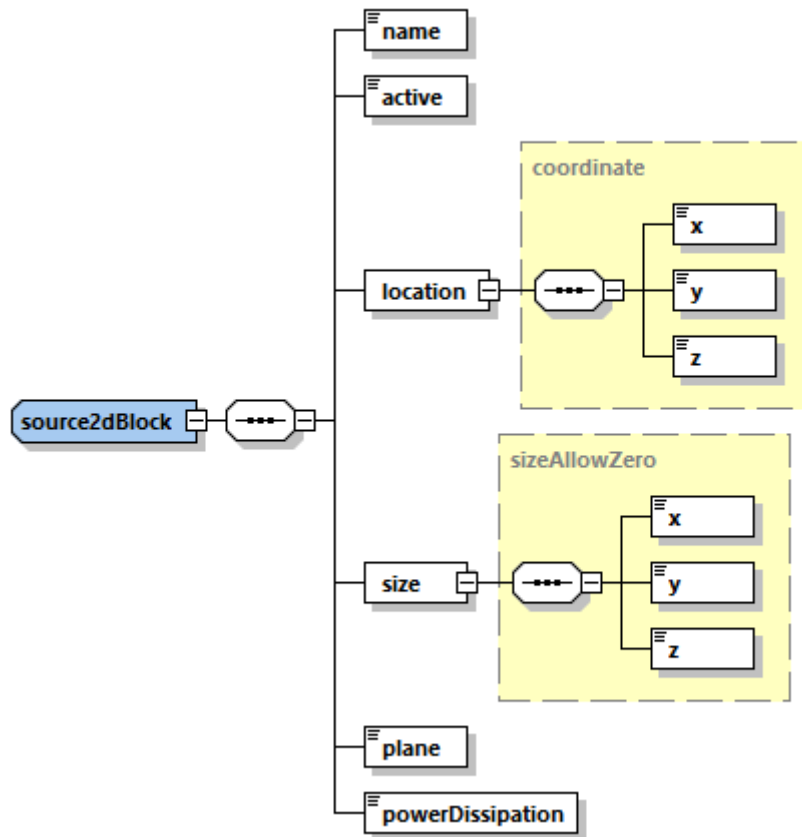 name
active
coordinate
x
location
y
z
source2dBlock
sizeAllowZero
x
size
y
z
plane
powerDissipation